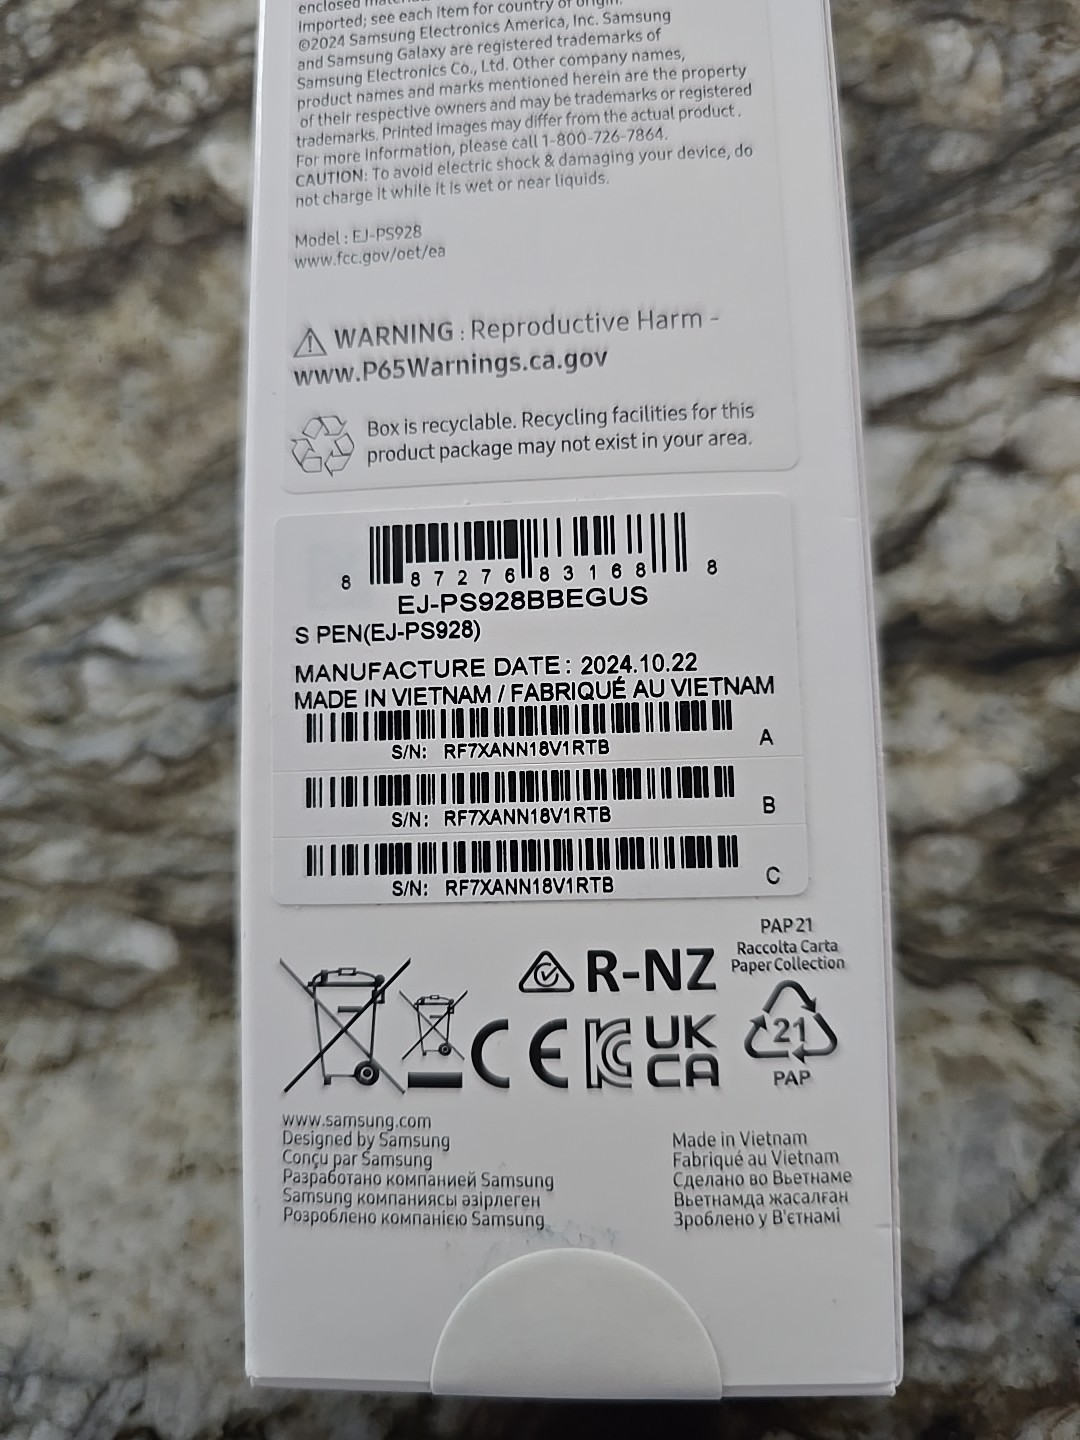 enclosed
Imported; see each item for country of origin.
©2024 Samsung Electronics America, Inc. Samsung
and Samsung Galaxy are registered trademarks of
Samsung Electronics Co., Ltd. Other company names,
product names and marks mentioned herein are the property
of their respective owners and may be trademarks or registered
trademarks. Printed images may differ from the actual product.
For more information, please call 1-800-726-7864.
CAUTION: To avoid electric shock & damaging your device, do
not charge it while it is wet or near liquids.
Model : EJ-PS928
www.fcc.gov/oet/ea
WARNING : Reproductive Harm -
www.P65Warnings.ca.gov
Box is recyclable. Recycling facilities for this
product package may not exist in your area.
8 87276 83168 8
EJ-PS928BBEGUS
S PEN(EJ-PS928)
MANUFACTURE DATE : 2024.10.22
MADE IN VIETNAM / FABRIQUÉ AU VIETNAM
S/N: RF7XANN18V1RTB A
S/N: RF7XANN18V1RTB B
S/N: RF7XANN18V1RTB C
PAP 21
Raccolta Carta
Paper Collection
R-NZ
CE
UK
CA
21
PAP
www.samsung.com
Designed by Samsung
Conçu par Samsung
Разработано компанией Samsung
Samsung компаниясы әзірлеген
Розроблено компанією Samsung
Made in Vietnam
Fabriqué au Vietnam
Сделано во Вьетнаме
Вьетнамда жасалған
Зроблено у В'єтнамі